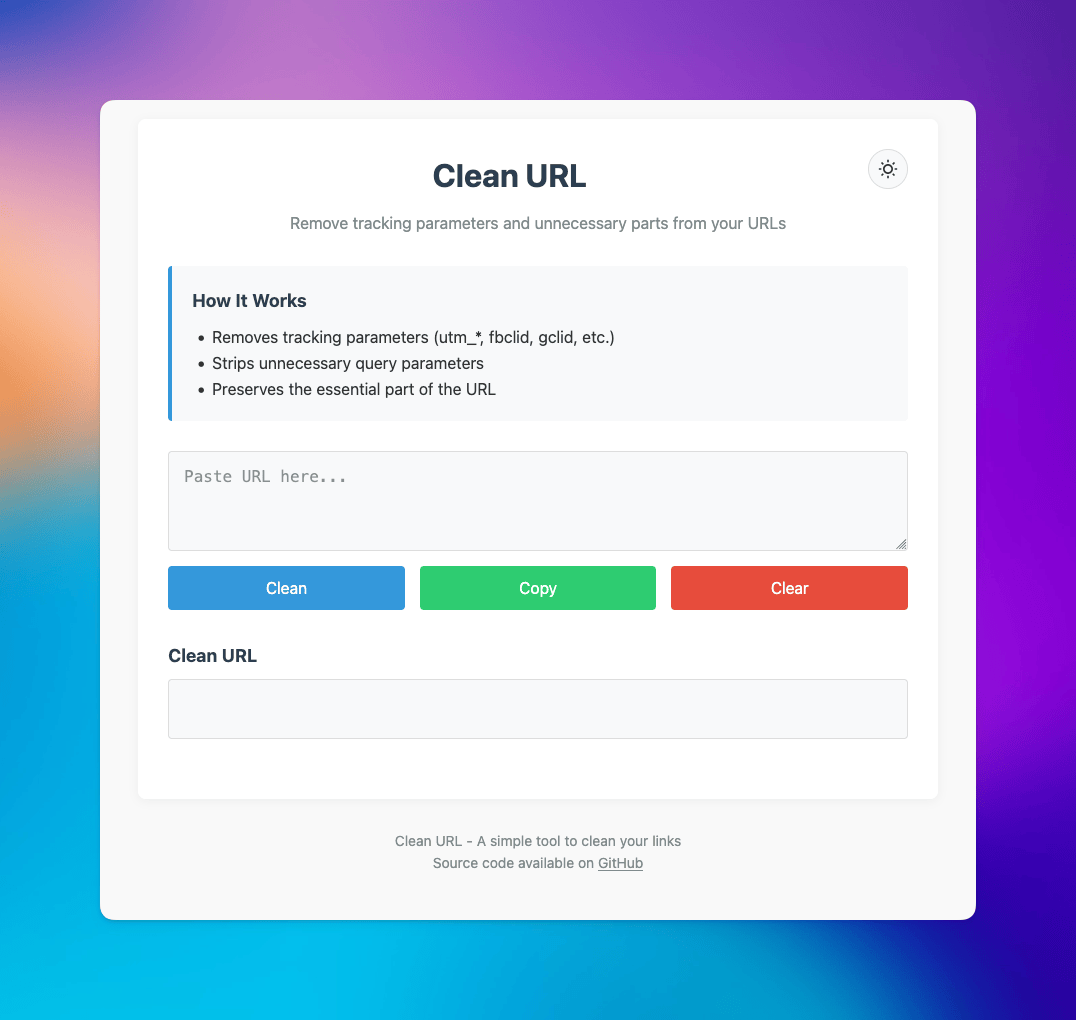 Clean URL
Remove tracking parameters and unnecessary parts from your URLs
How It Works
• Removes tracking parameters (utm_*, fbclid, gclid, etc.)
• Strips unnecessary query parameters
• Preserves the essential part of the URL
Paste URL here...
Clean
Copy
Clear
Clean URL
Clean URL - A simple tool to clean your links
Source code available on GitHub